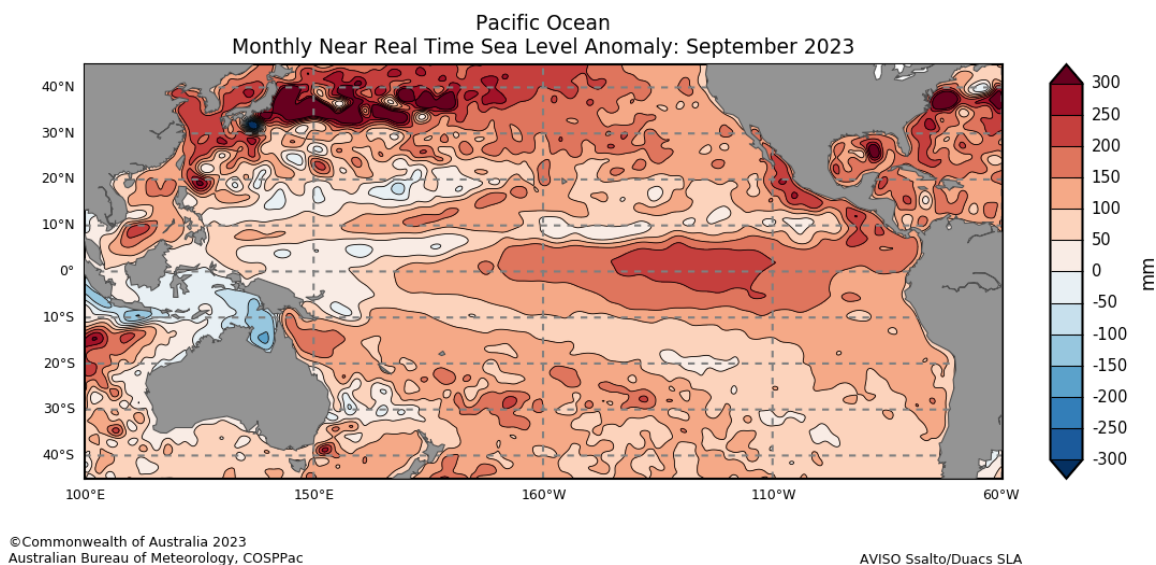 Pacific Ocean
Monthly Near Real Time Sea Level Anomaly: September 2023
40°N
30°N
20°N
10°N
0°
10°S
20°S
30°S
40°S
100°E
150°E
160°W
110°W
60°W
300
250
200
150
100
50
0
-50
-100
-150
-200
-250
-300
mm
©Commonwealth of Australia 2023
Australian Bureau of Meteorology, COSPPac
AVISO Ssalto/Duacs SLA